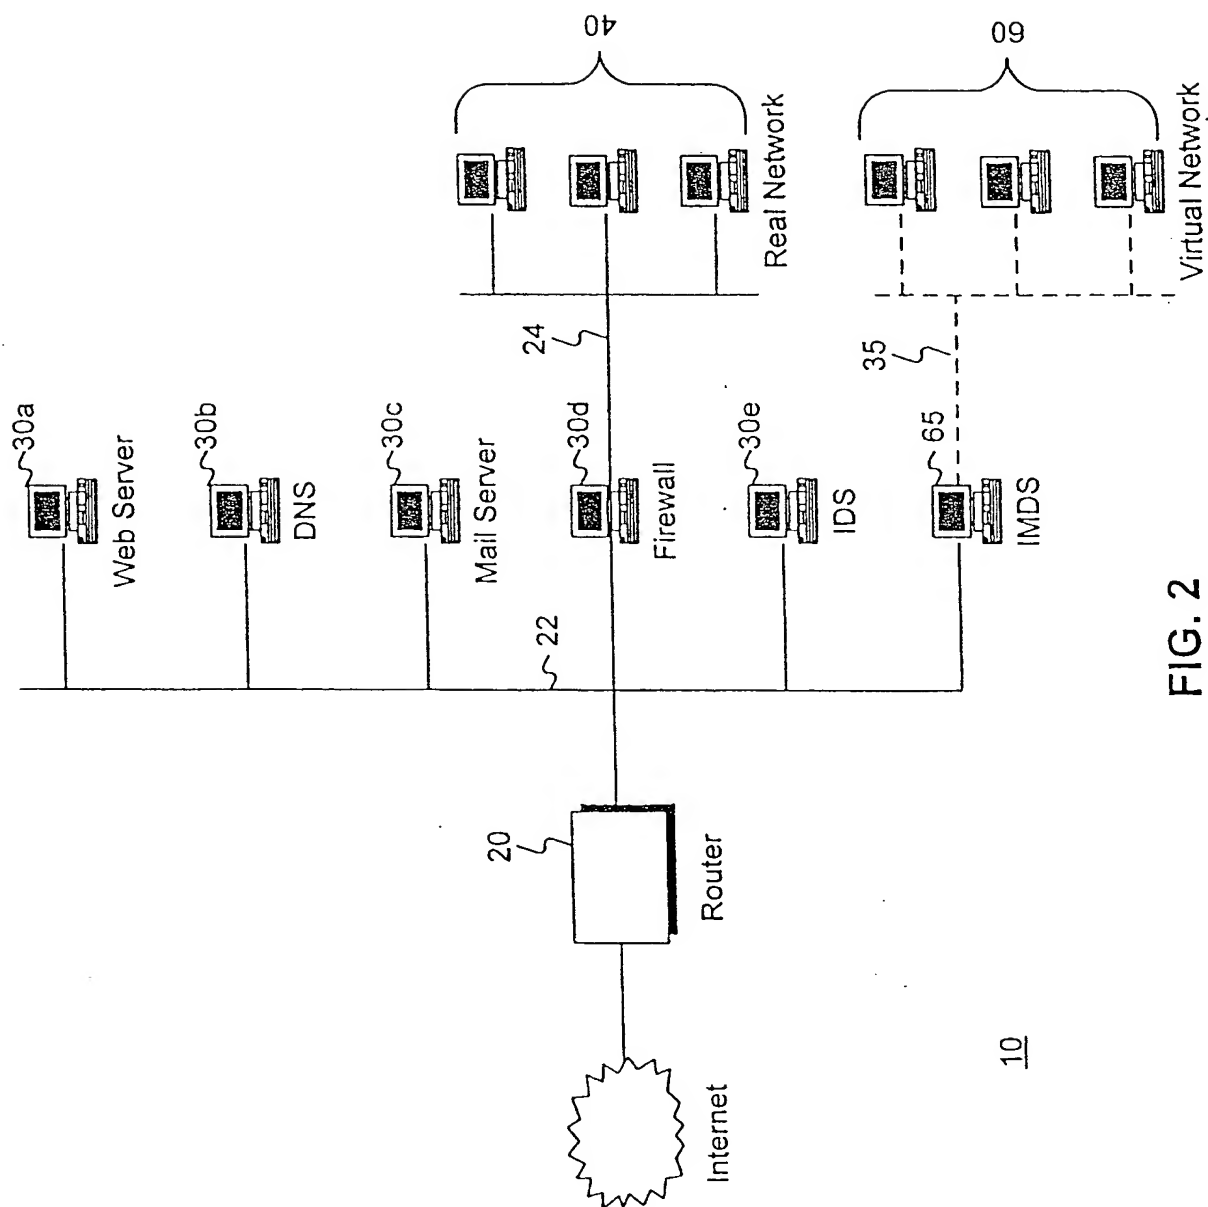 30a
Web Server
30b
DNS
30c
Mail Server
30d
Firewall
30e
IDS
65
IMDS
22
24
35
40
Real Network
60
Virtual Network
20
Router
Internet
10
FIG. 2